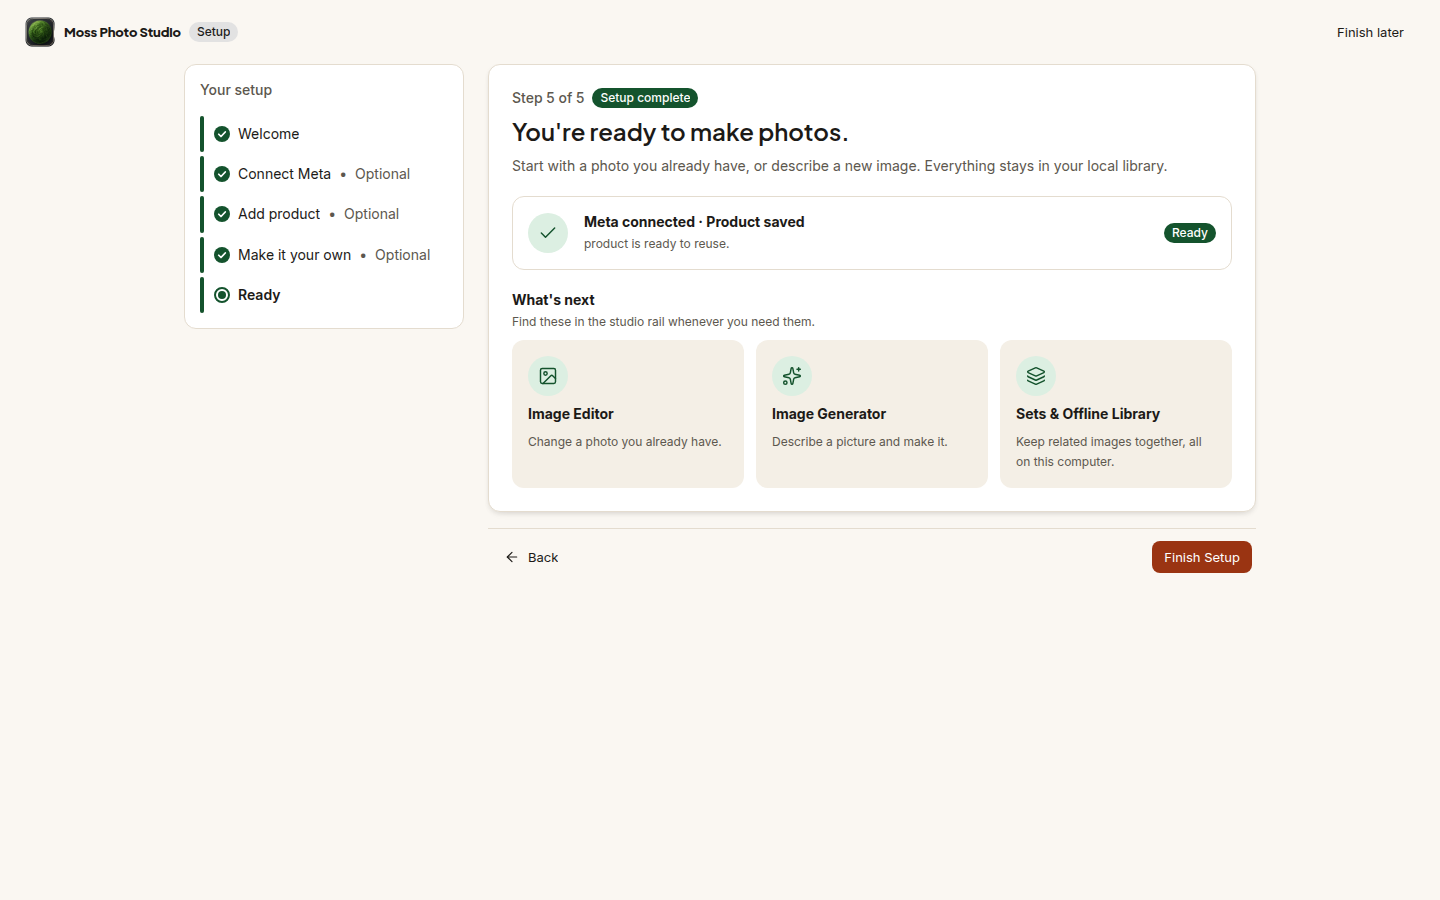 Moss Photo Studio
Setup
Finish later
Your setup
Welcome
Connect Meta • Optional
Add product • Optional
Make it your own • Optional
Ready
Step 5 of 5
Setup complete
You're ready to make photos.
Start with a photo you already have, or describe a new image. Everything stays in your local library.
Meta connected · Product saved
product is ready to reuse.
Ready
What's next
Find these in the studio rail whenever you need them.
Image Editor
Change a photo you already have.
Image Generator
Describe a picture and make it.
Sets & Offline Library
Keep related images together, all
on this computer.
Back
Finish Setup